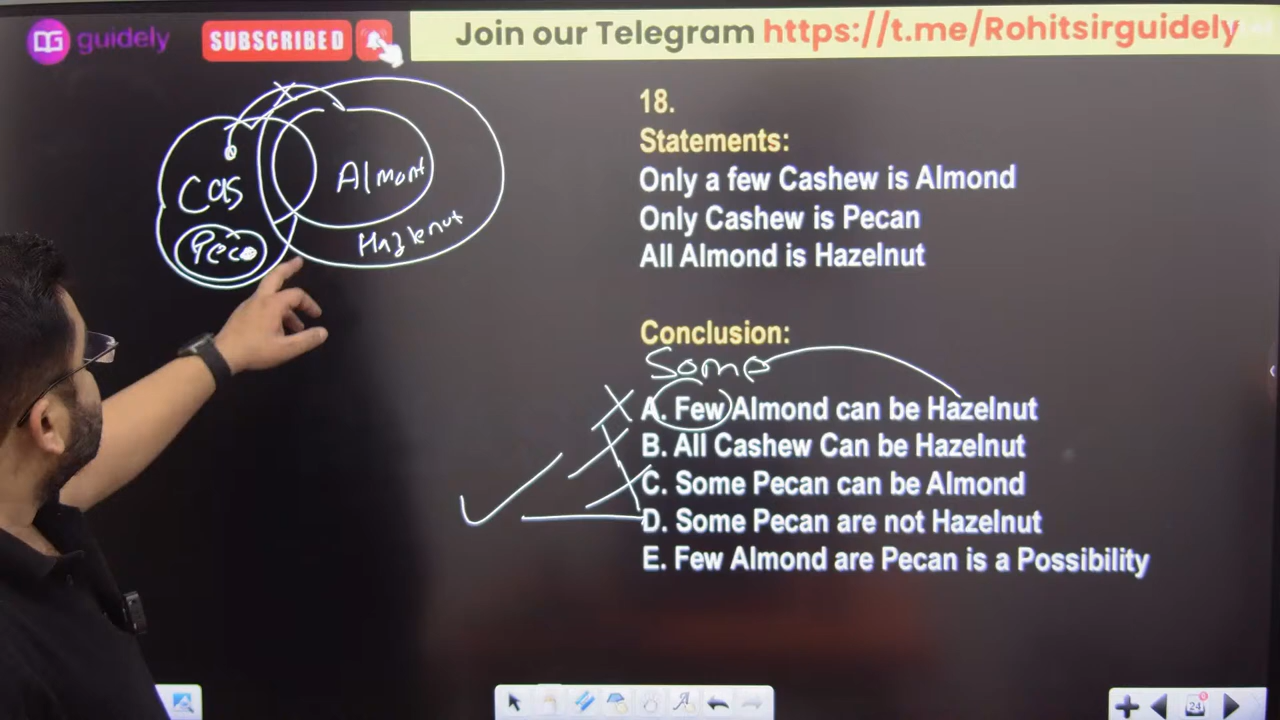 guidely
SUBSCRIBED
Join our Telegram https://t.me/Rohitsirguidely
18.
Statements:
Only a few Cashew is Almond
Only Cashew is Pecan
All Almond is Hazelnut
Conclusion:
Some
A. Few Almond can be Hazelnut
B. All Cashew Can be Hazelnut
C. Some Pecan can be Almond
D. Some Pecan are not Hazelnut
E. Few Almond are Pecan is a Possibility
Cas
Almont
Hazlenut
Peca
24